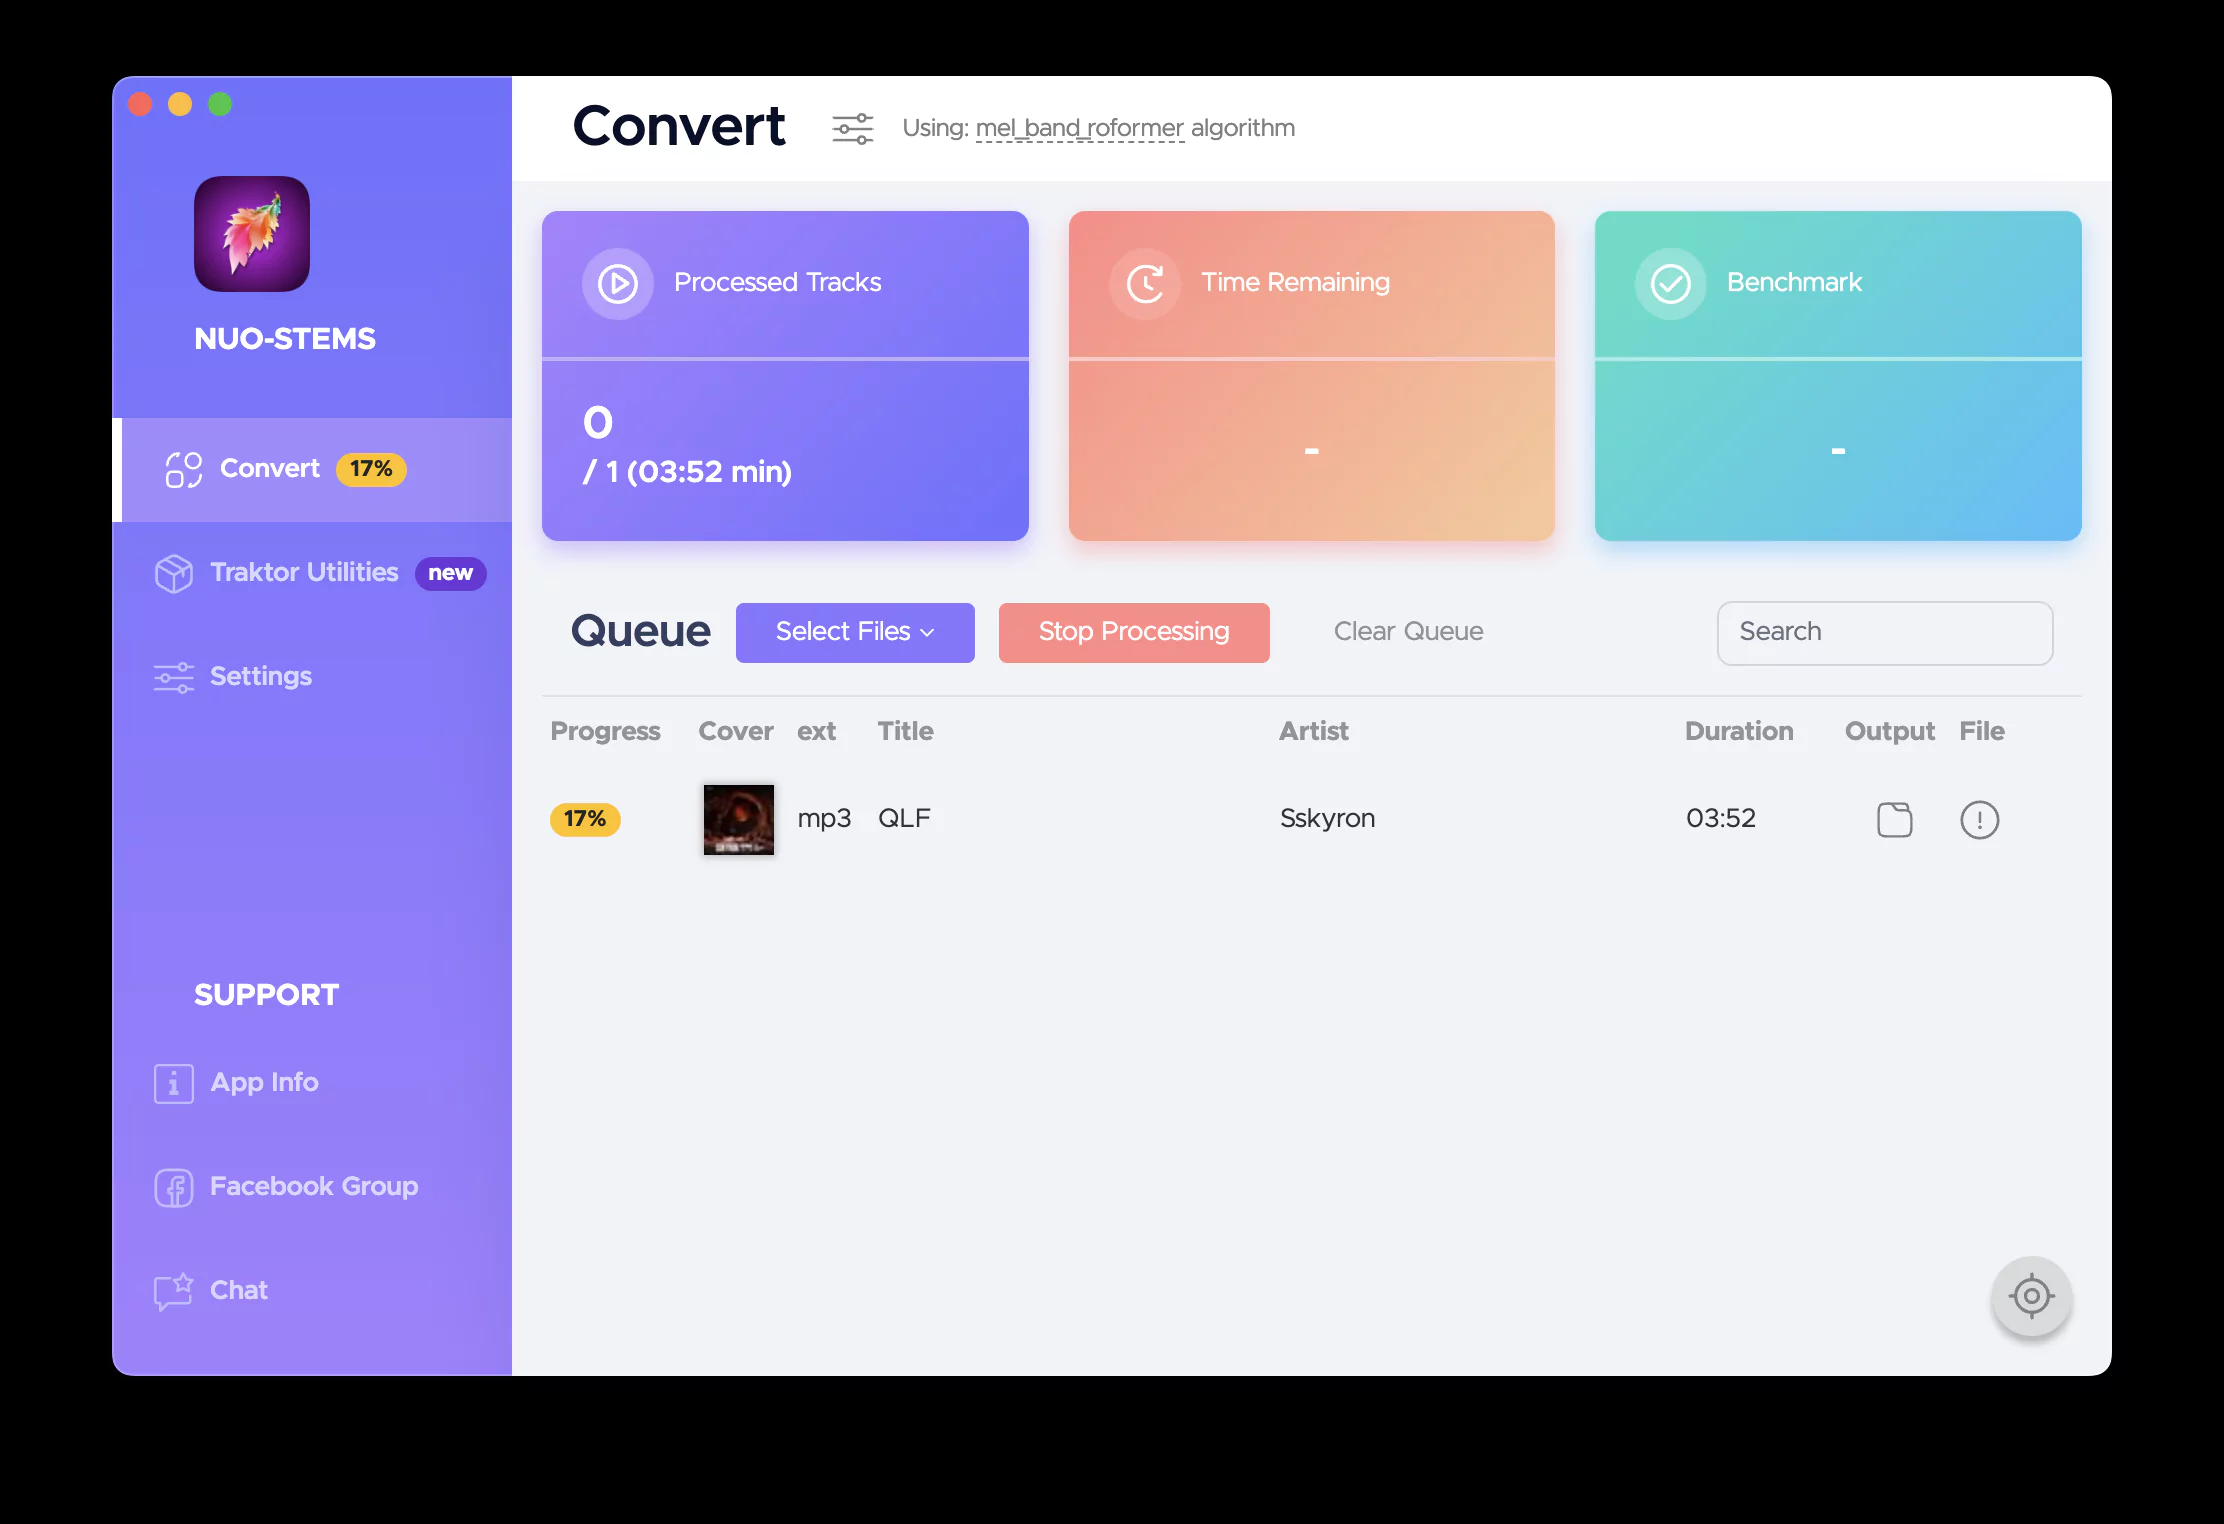 NUO-STEMS
Convert 17%
Traktor Utilities new
Settings
SUPPORT
App Info
Facebook Group
Chat
Convert
Using: mel_band_roformer algorithm
Processed Tracks
0
/ 1 (03:52 min)
Time Remaining
-
Benchmark
-
Queue Select Files Stop Processing Clear Queue Search
Progress Cover ext Title Artist Duration Output File
17% mp3 QLF Sskyron 03:52